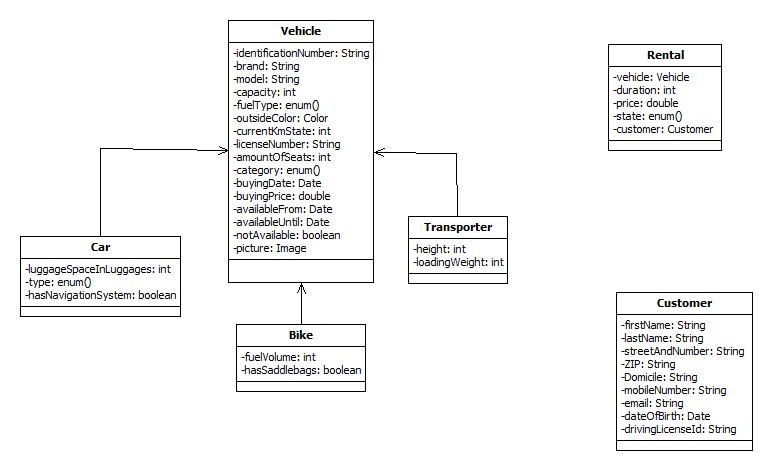 Vehicle
-identificationNumber: String
-brand: String
-model: String
-capacity: int
-fuelType: enum()
-outsideColor: Color
-currentKmState: int
-licenseNumber: String
-amountOfSeats: int
-category: enum()
-buyingDate: Date
-buyingPrice: double
-availableFrom: Date
-availableUntil: Date
-notAvailable: boolean
-picture: Image
Rental
-vehicle: Vehicle
-duration: int
-price: double
-state: enum()
-customer: Customer
Car
-luggageSpaceInLuggages: int
-type: enum()
-hasNavigationSystem: boolean
Transporter
-height: int
-loadingWeight: int
Bike
-fuelVolume: int
-hasSaddlebags: boolean
Customer
-firstName: String
-lastName: String
-streetAndNumber: String
-ZIP: String
-Domicile: String
-mobileNumber: String
-email: String
-dateOfBirth: Date
-drivingLicenseId: String